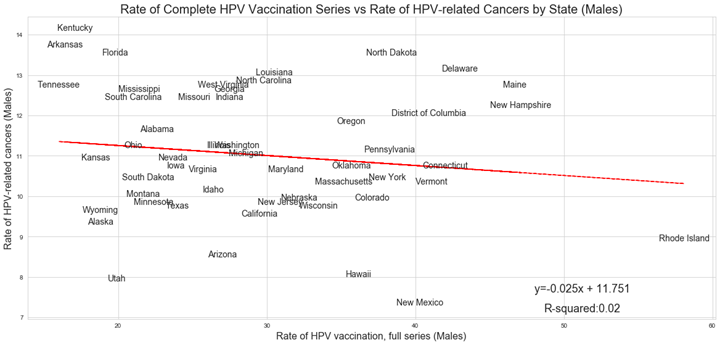 Rate of Complete HPV Vaccination Series vs Rate of HPV-related Cancers by State (Males)
Rate of HPV-related cancers (Males)
14
13
12
11
10
9
8
7
Kentucky
Arkansas
Florida
North Dakota
Louisiana
Delaware
Tennessee
Mississippi
West Virginia
North Carolina
Georgia
Maine
South Carolina
Missouri
Indiana
New Hampshire
District of Columbia
Alabama
Flauer
Ohio
Illinois
Washington
Michigan
Pennsylvania
Kansas
Nevada
Iowa
Virginia
Maryland
Oklahoma
Connecticut
South Dakota
Massachusetts
New York
Vermont
Idaho
Montana
Minnesota
Texas
Nebraska
New Jersey
Wisconsin
Colorado
Wyoming
Alaska
California
Rhode Island
Arizona
Utah
Hawaii
New Mexico
y=-0.025x + 11.751
R-squared:0.02
20
30
40
50
60
Rate of HPV vaccination, full series (Males)